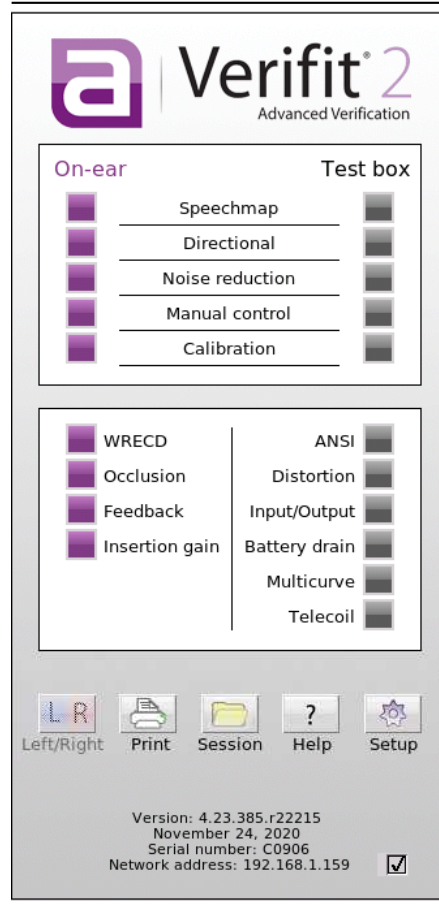 a Verifit® 2
Advanced Verification
On-ear Test box
Speechmap
Directional
Noise reduction
Manual control
Calibration
WRECD ANSI
Occlusion Distortion
Feedback Input/Output
Insertion gain Battery drain
Multicurve
Telecoil
L R ?
Left/Right Print Session Help Setup
Version: 4.23.385.r22215
November 24, 2020
Serial number: C0906
Network address: 192.168.1.159